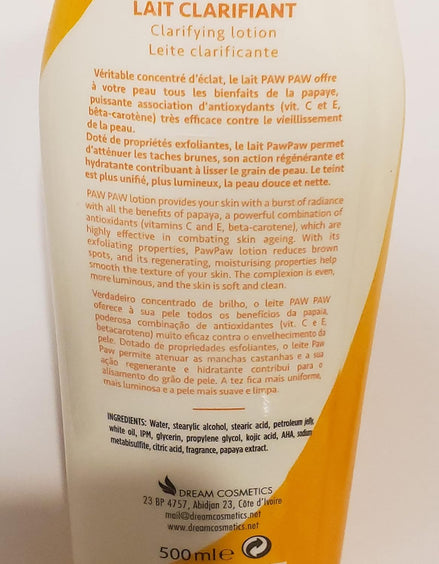 LAIT CLARIFIANT
Clarifying lotion
Leite clarificante
Véritable concentré d'éclat, le lait PAW PAW offre
à votre peau tous les bienfaits de la papaye,
puissante association d'antioxydants (vit. C et E,
bêta-carotène) très efficace contre le vieillissement
de la peau.
Doté de propriétés exfoliantes, le lait PawPaw permet
d'atténuer les taches brunes, son action régénérante et
hydratante contribuant à lisser le grain de peau. Le teint
est plus unifié, plus lumineux, la peau douce et nette.
PAW PAW lotion provides your skin with a burst of radiance
with all the benefits of papaya, a powerful combination of
antioxidants (vitamins C and E, beta-carotene), which are
highly effective in combating skin ageing. With its
exfoliating properties, PawPaw lotion reduces brown
spots, and its regenerating, moisturising properties help
smooth the texture of your skin. The complexion is even,
more luminous, and the skin is soft and clean.
Verdadeiro concentrado de brilho, o leite PAW PAW
oferece à sua pele todos os benefícios da papaia,
poderosa combinação de antioxidantes (vit. C e E,
betacaroteno) muito eficaz contra o envelhecimento da
pele. Dotado de propriedades esfoliantes, o leite Paw
Paw permite atenuar as manchas castanhas e a sua
ação regenerante e hidratante contribui para o
alisamento do grão de pele. A tez fica mais uniforme,
mais luminosa e a pele mais suave e limpa.
INGREDIENTS: Water, stearylic alcohol, stearic acid, petroleum jelly,
white oil, IPM, glycerin, propylene glycol, kojic acid, AHA, sodium
metabisulfite, citric acid, fragrance, papaya extract.
DREAM COSMETICS
23 BP 4757, Abidjan 23, Côte d'Ivoire
mail@dreamcosmetics.net
www.dreamcosmetics.net
500 ml e